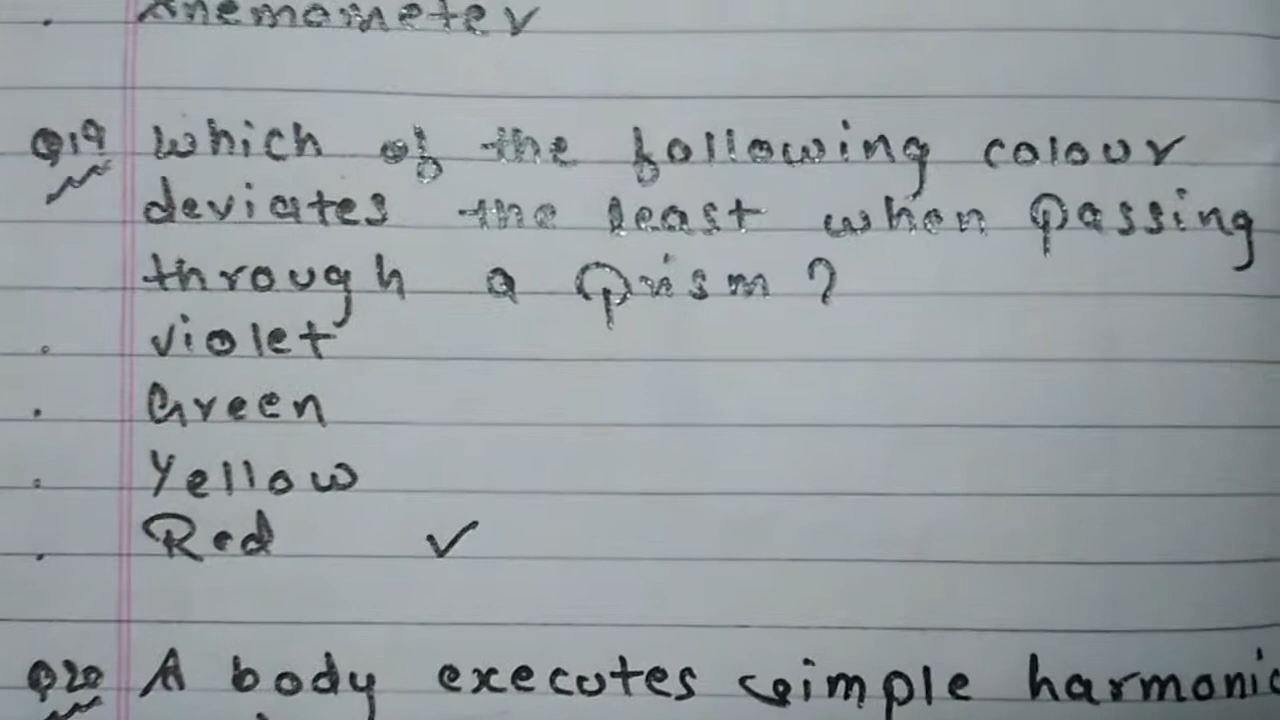 Anemometer
Q19 which of the following colour
deviates the least when passing
through a prism?
. violet
. Green
. Yellow
. Red ✓
Q20 A body executes simple harmonic